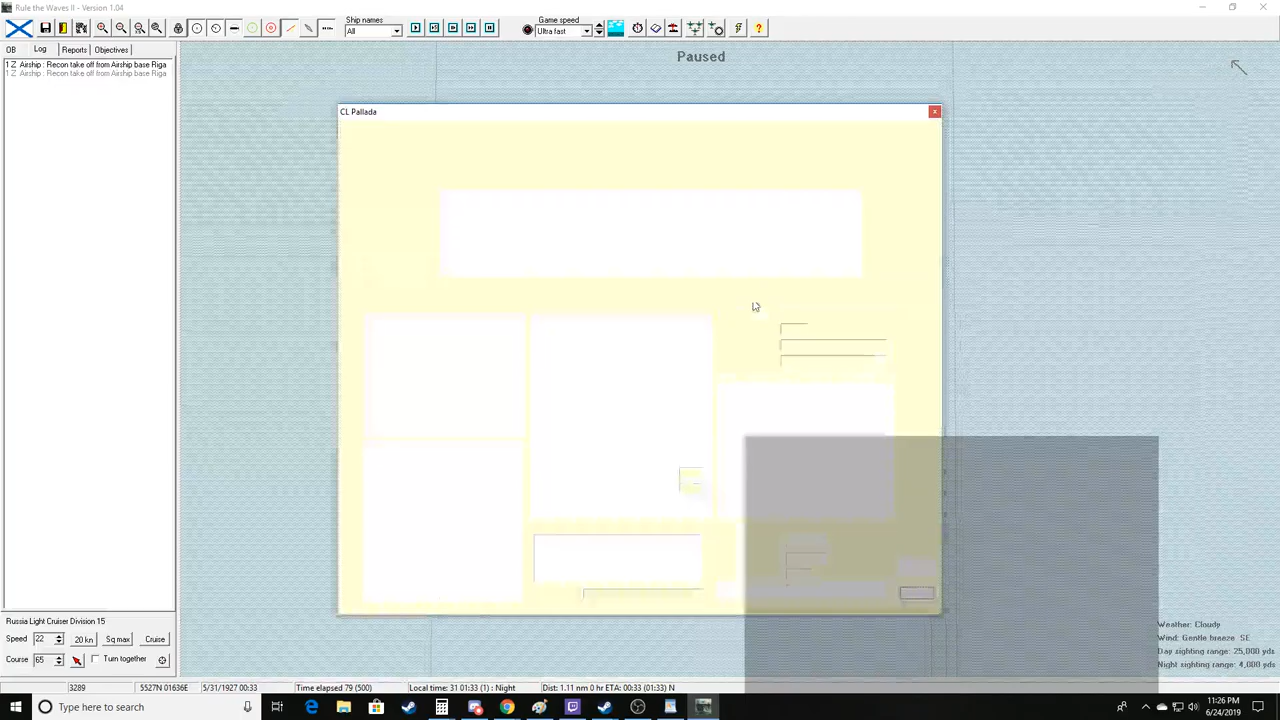 Rule the Waves II - Version 1.04
Ship names
All
Game speed
Ultra fast
OB
Log
Reports
Objectives
1 Z Airship : Recon take off from Airship base Riga
1 Z Airship : Recon take off from Airship base Riga
Paused
CL Pallada
Russia Light Cruiser Division 15
Speed
22
20 kn
Sq max
Cruise
Course
65
Turn together
Weather: Cloudy
Wind: Gentle breeze SE
Day sighting range: 25,000 yds
Night sighting range: 4,000 yds
3289
5527N 01636E
5/31/1927 00:33
Time elapsed 79 (500)
Local time: 31 01:33 (1) : Night
Dist: 1.11 nm 0 hr ETA: 00:33 (01:33) N
Type here to search
11:26 PM
6/24/2019